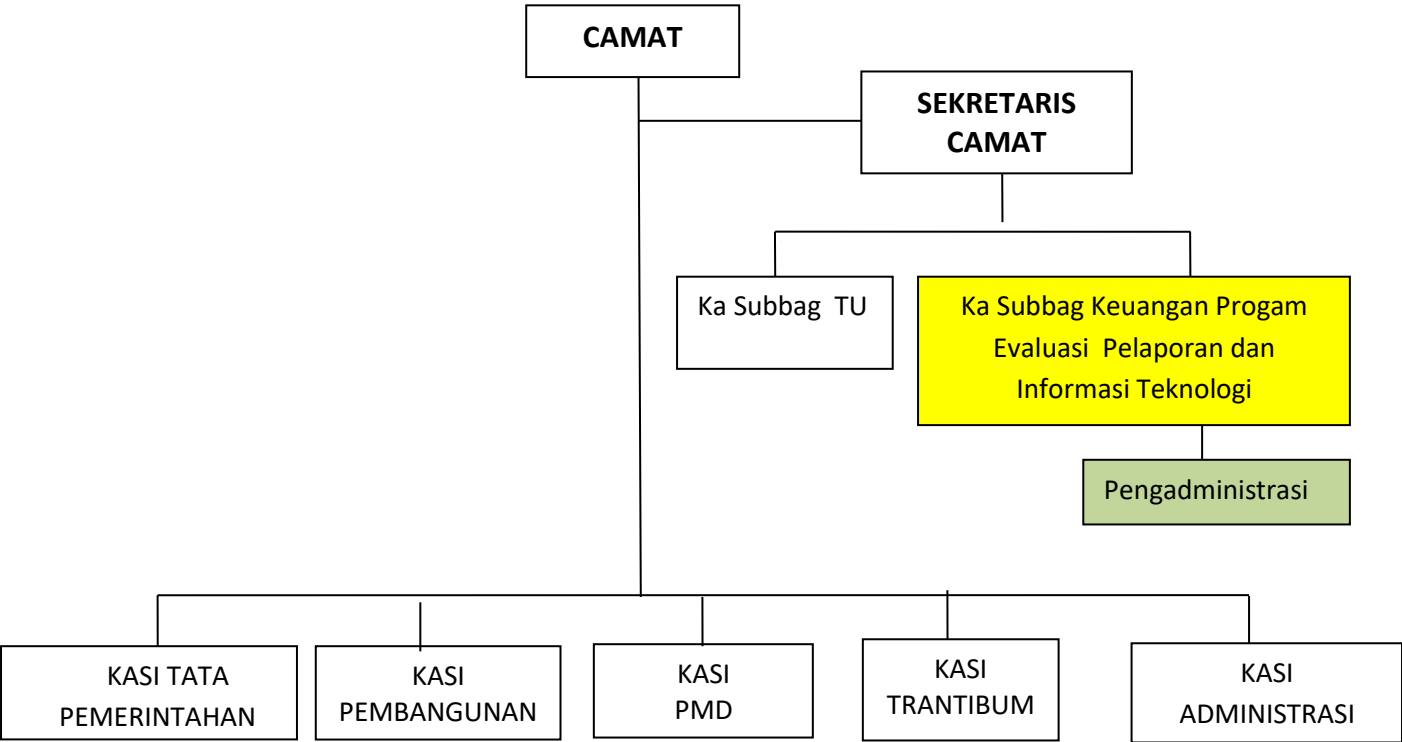 CAMAT
SEKRETARIS
CAMAT
Ka Subbag  TU
Ka Subbag Keuangan Progam
Evaluasi  Pelaporan dan
Informasi Teknologi
Pengadministrasi
KASI TATA
PEMERINTAHAN
KASI
PEMBANGUNAN
KASI
PMD
KASI
TRANTIBUM
KASI
ADMINISTRASI